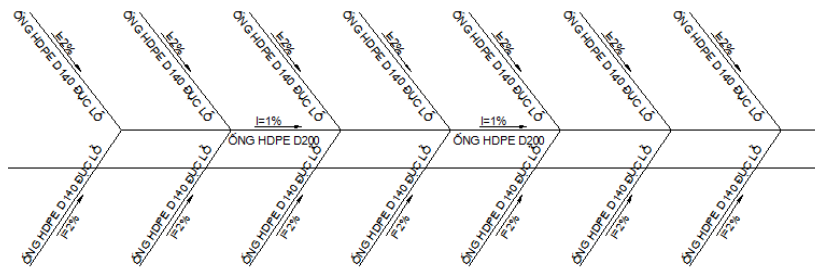 I=2% I=2% I=2% I=2% I=2% I=2% I=2%
ỐNG HDPE D140 ĐỤC LỖ ỐNG HDPE D140 ĐỤC LỖ ỐNG HDPE D140 ĐỤC LỖ ỐNG HDPE D140 ĐỤC LỖ ỐNG HDPE D140 ĐỤC LỖ ỐNG HDPE D140 ĐỤC LỖ ỐNG HDPE D140 ĐỤC LỖ
I=1% I=1%
ỐNG HDPE D200 ỐNG HDPE D200
ỐNG HDPE D140 ĐỤC LỖ ỐNG HDPE D140 ĐỤC LỖ ỐNG HDPE D140 ĐỤC LỖ ỐNG HDPE D140 ĐỤC LỖ ỐNG HDPE D140 ĐỤC LỖ ỐNG HDPE D140 ĐỤC LỖ ỐNG HDPE D140 ĐỤC LỖ
I=2% I=2% I=2% I=2% I=2% I=2% I=2%